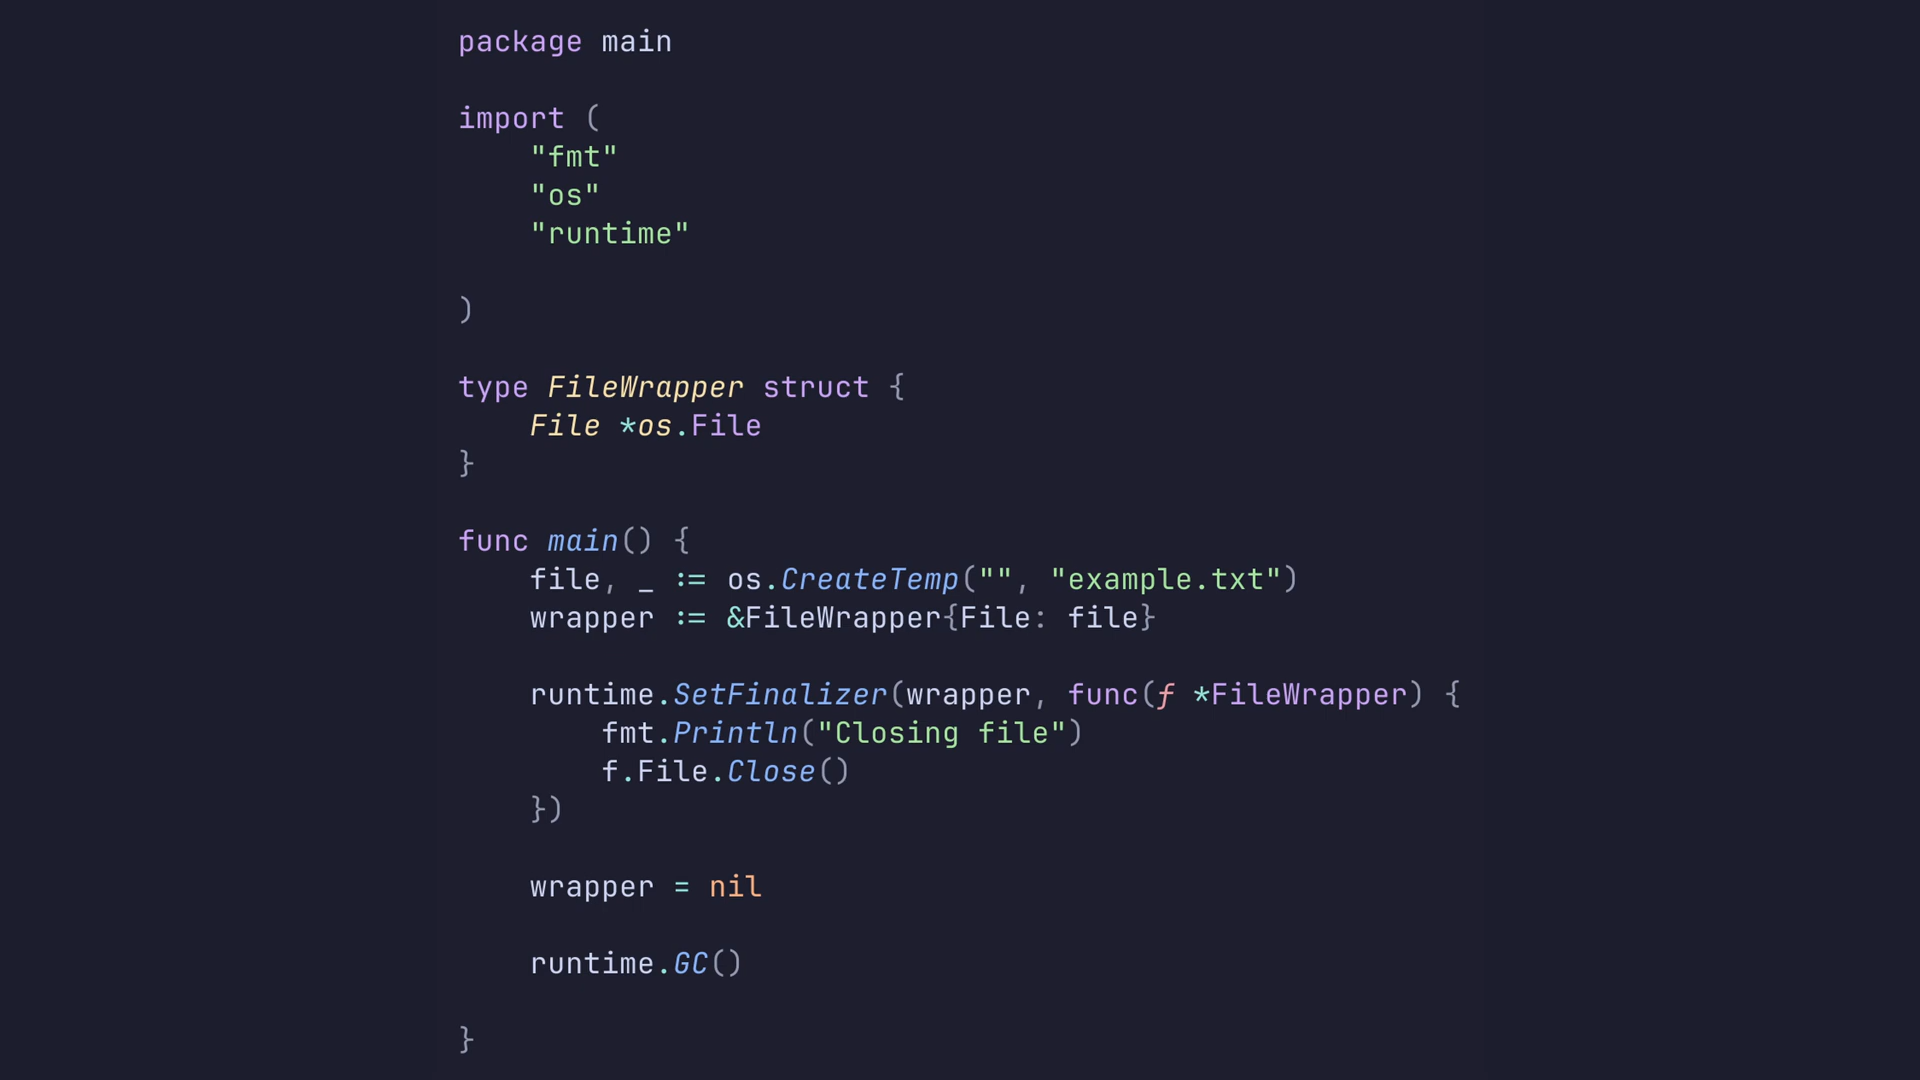 package main
import (
"fmt"
"os"
"runtime"
)
type FileWrapper struct {
File *os.File
}
func main() {
file, _ := os.CreateTemp("", "example.txt")
wrapper := &FileWrapper{File: file}
runtime.SetFinalizer(wrapper, func(f *FileWrapper) {
fmt.Println("Closing file")
f.File.Close()
})
wrapper = nil
runtime.GC()
}